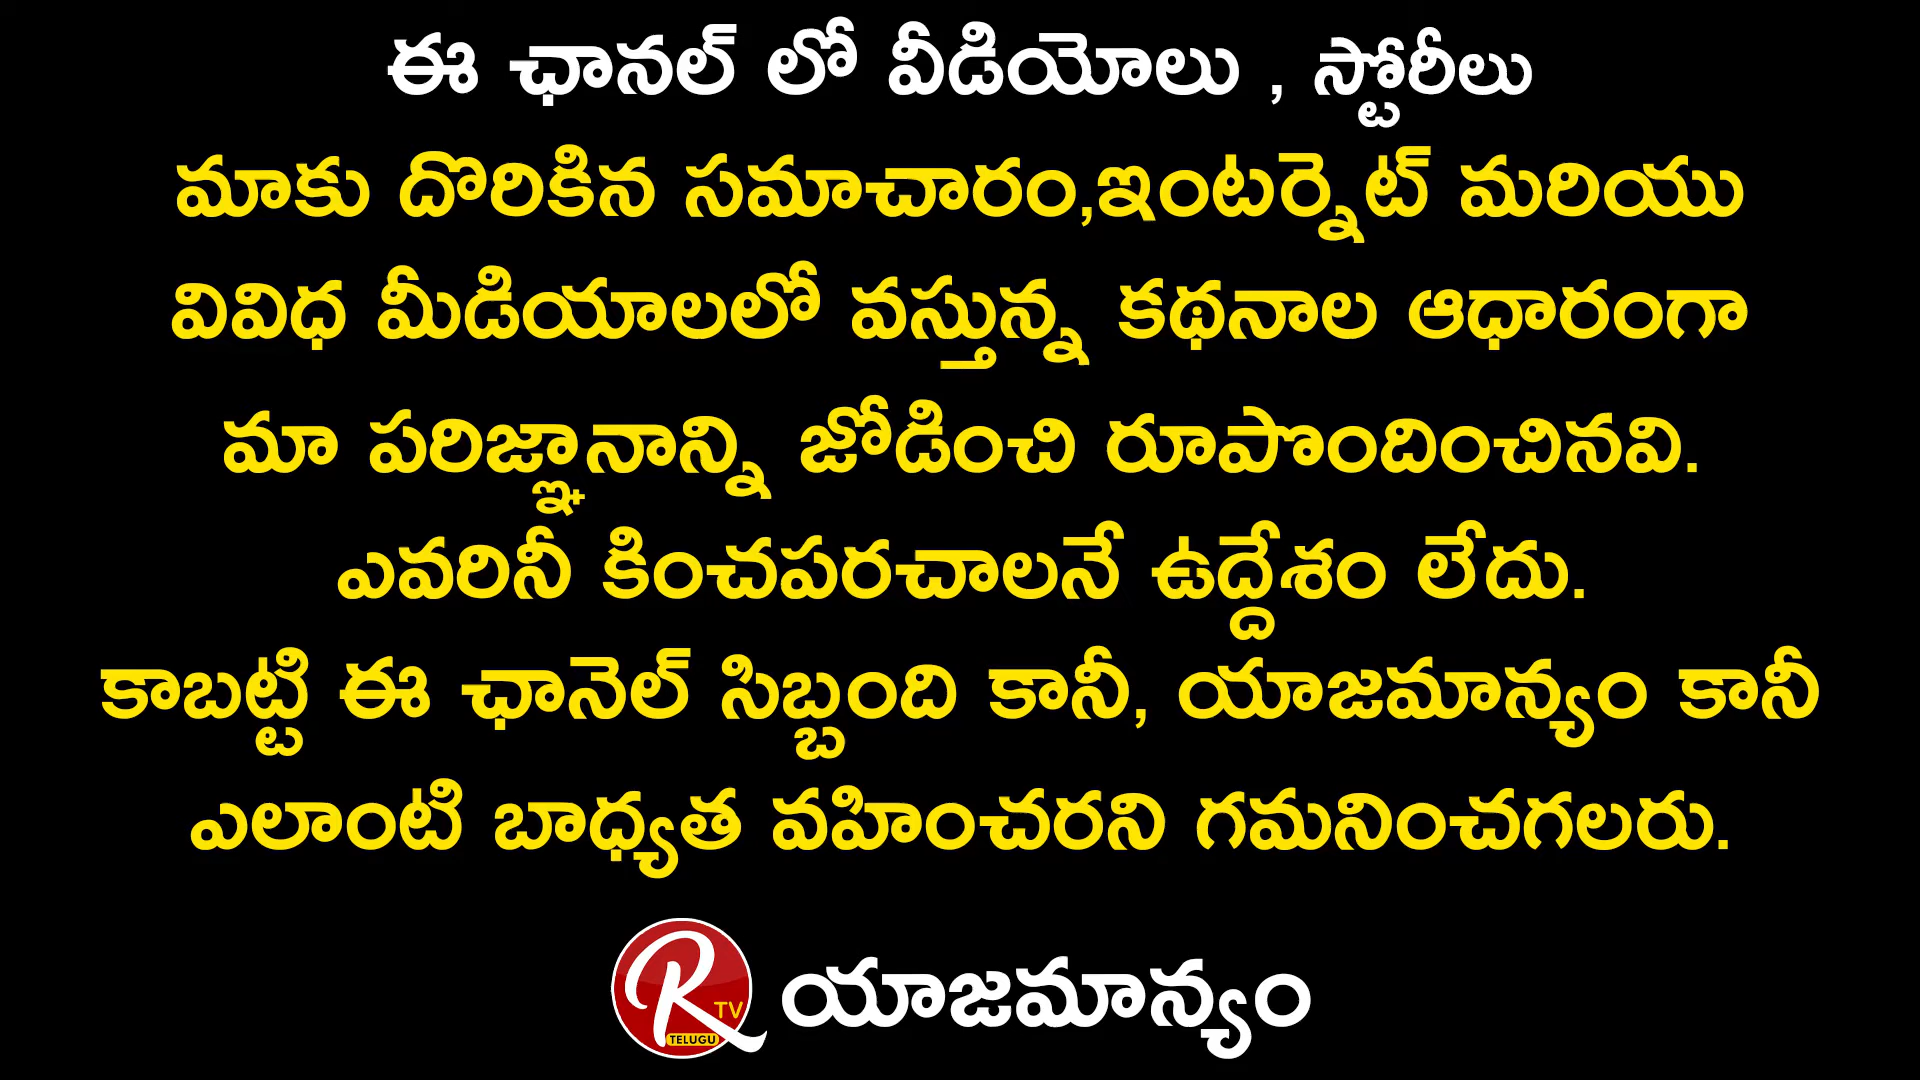 ఈ ఛానల్ లో వీడియోలు , స్టోరీలు
మాకు దొరికిన సమాచారం,ఇంటర్నెట్ మరియు
వివిధ మీడియాలలో వస్తున్న కథనాల ఆధారంగా
మా పరిజ్ఞానాన్ని జోడించి రూపొందించినవి.
ఎవరినీ కించపరచాలనే ఉద్దేశం లేదు.
కాబట్టి ఈ ఛానెల్ సిబ్బంది కానీ, యాజమాన్యం కానీ
ఎలాంటి బాధ్యత వహించరని గమనించగలరు.
R TV TELUGU యాజమాన్యం